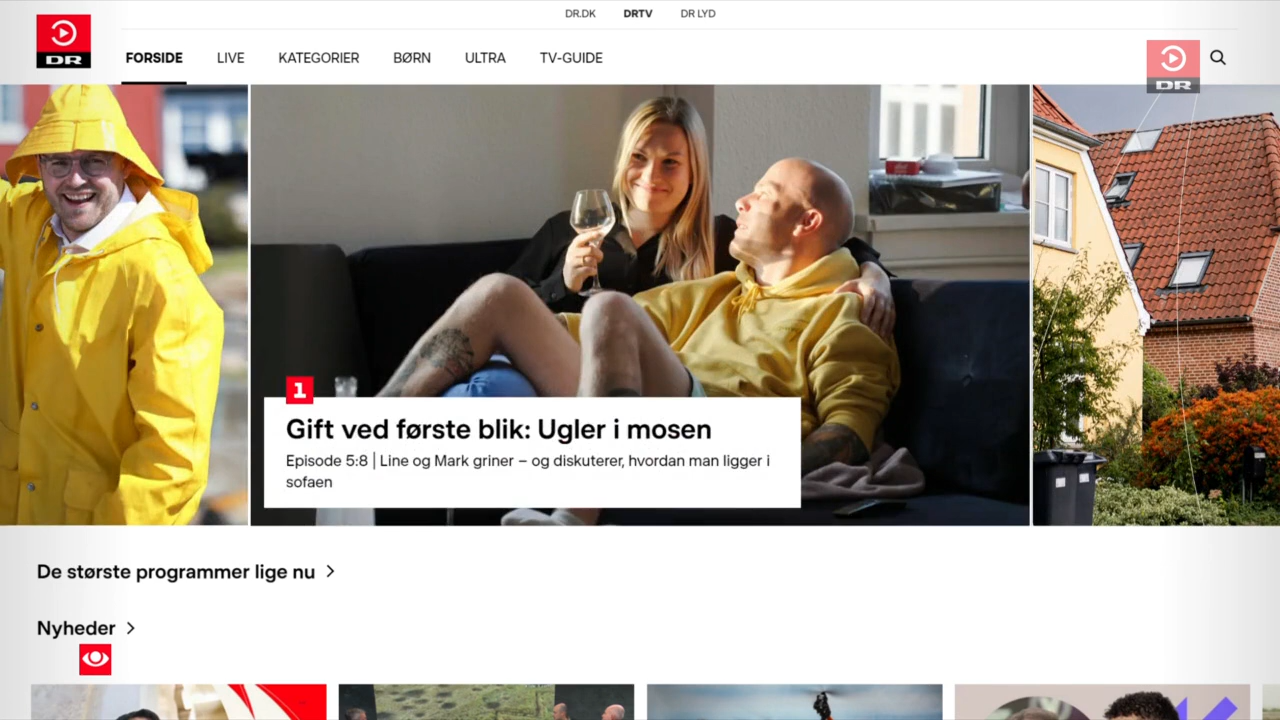 DR.DK DRTV DR LYD
DR
FORSIDE LIVE KATEGORIER BØRN ULTRA TV-GUIDE
DR
1
Gift ved første blik: Ugler i mosen
Episode 5:8 | Line og Mark griner – og diskuterer, hvordan man ligger i
sofaen
De største programmer lige nu
Nyheder